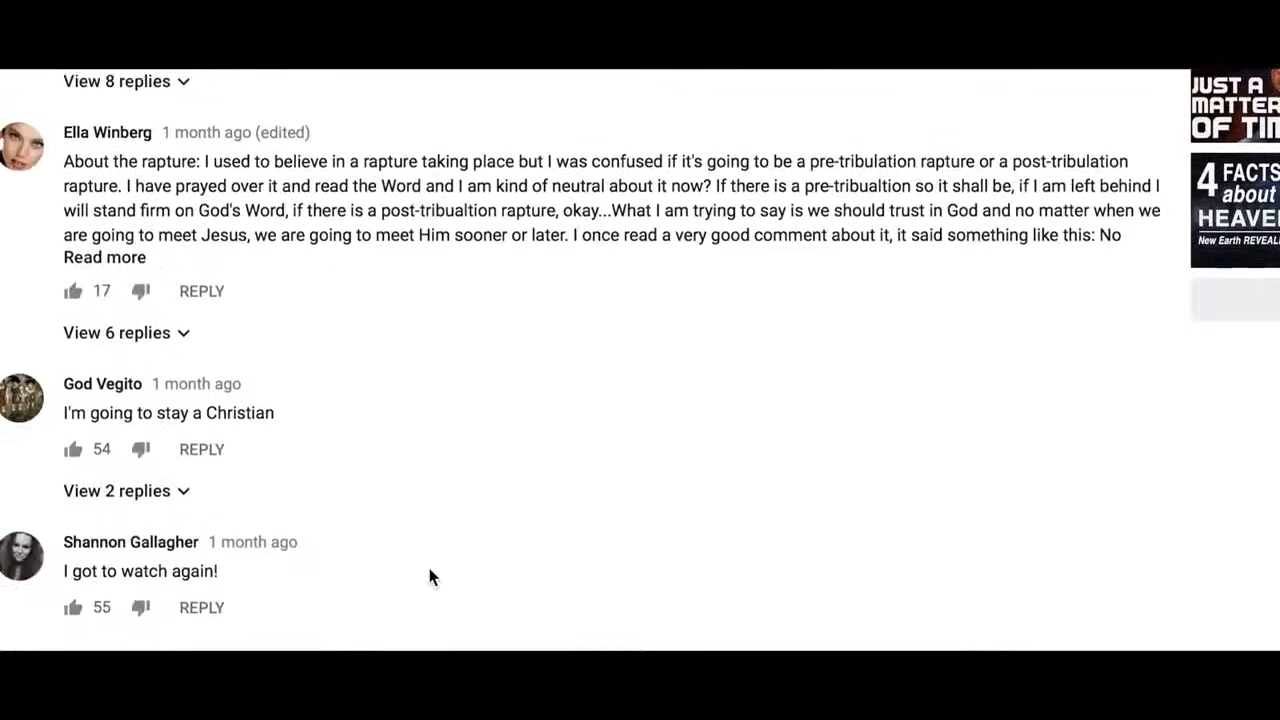 View 8 replies
Ella Winberg 1 month ago (edited)
About the rapture: I used to believe in a rapture taking place but I was confused if it's going to be a pre-tribulation rapture or a post-tribulation
rapture. I have prayed over it and read the Word and I am kind of neutral about it now? If there is a pre-tribualtion so it shall be, if I am left behind I
will stand firm on God's Word, if there is a post-tribualtion rapture, okay...What I am trying to say is we should trust in God and no matter when we
are going to meet Jesus, we are going to meet Him sooner or later. I once read a very good comment about it, it said something like this: No
Read more
17 REPLY
View 6 replies
God Vegito 1 month ago
I'm going to stay a Christian
54 REPLY
View 2 replies
Shannon Gallagher 1 month ago
I got to watch again!
55 REPLY
JUST A
MATTER
OF TIM
4 FACTS
about
HEAVE
New Earth REVEAL